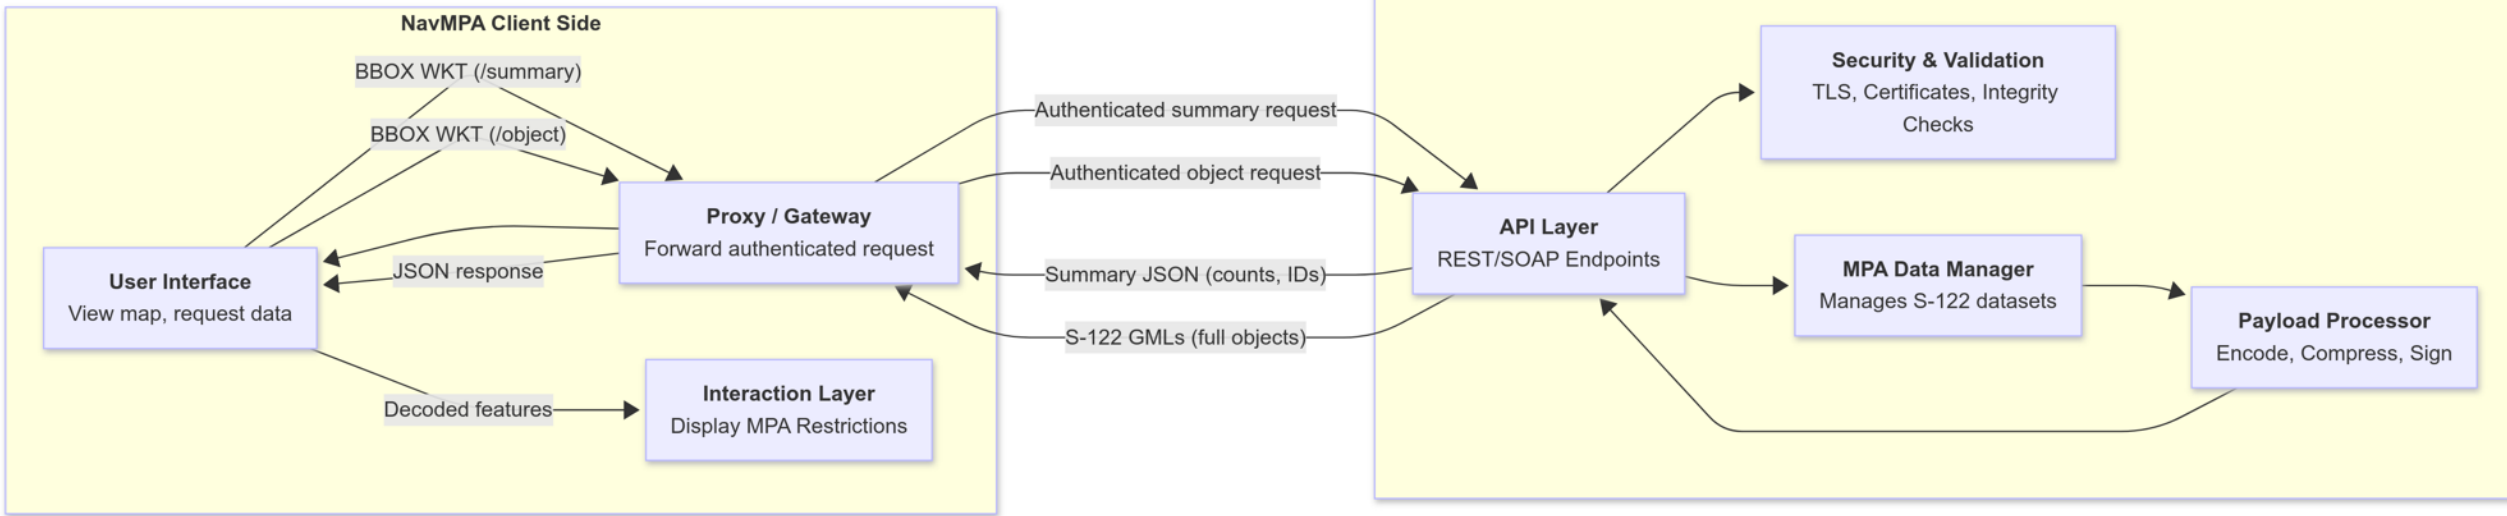 NavMPA Client Side
BBOX WKT (/summary)
BBOX WKT (/object)
Proxy / Gateway
Forward authenticated request
User Interface
View map, request data
JSON response
Decoded features
Interaction Layer
Display MPA Restrictions
Authenticated summary request
Authenticated object request
Summary JSON (counts, IDs)
S-122 GMLs (full objects)
API Layer
REST/SOAP Endpoints
Security & Validation
TLS, Certificates, Integrity
Checks
MPA Data Manager
Manages S-122 datasets
Payload Processor
Encode, Compress, Sign